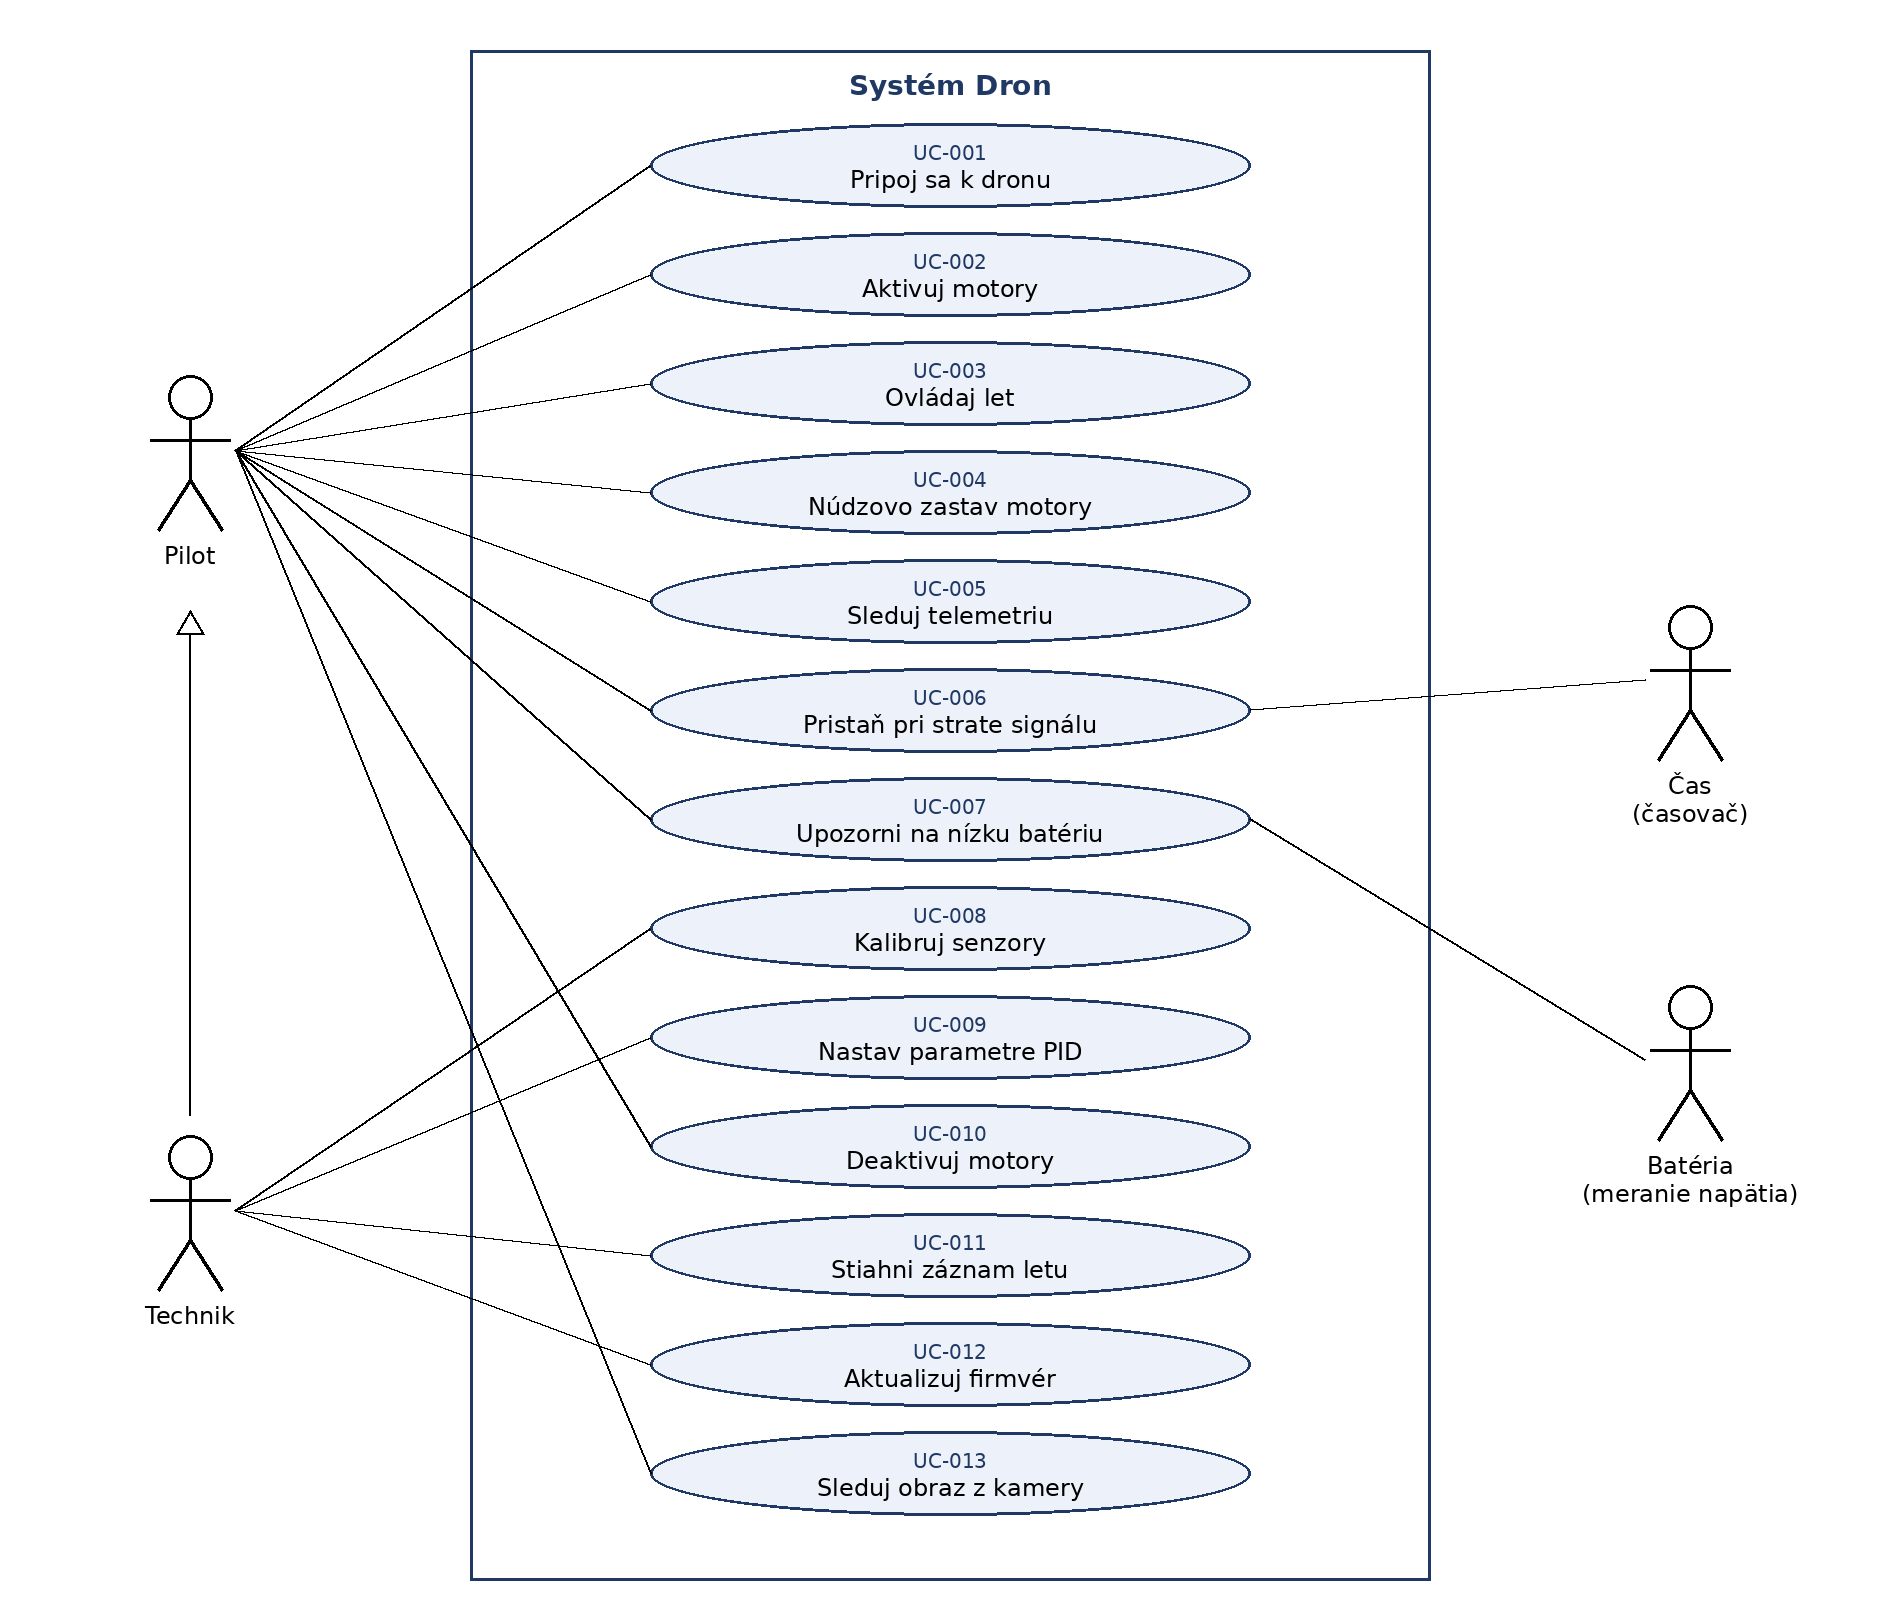 Systém Dron
UC-001
Pripoj sa k dronu
UC-002
Aktivuj motory
UC-003
Ovládaj let
UC-004
Núdzovo zastav motory
Pilot
UC-005
Sleduj telemetriu
UC-006
Pristaň pri strate signálu
Čas
(časovač)
UC-007
Upozorni na nízku batériu
UC-008
Kalibruj senzory
UC-009
Nastav parametre PID
UC-010
Deaktivuj motory
Batéria
(meranie napätia)
UC-011
Stiahni záznam letu
Technik
UC-012
Aktualizuj firmvér
UC-013
Sleduj obraz z kamery